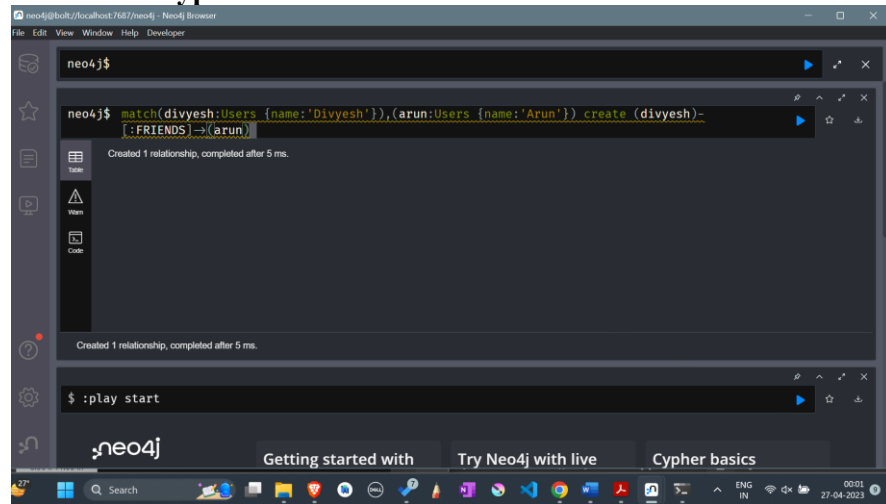 neo4j@bolt://localhost:7687/neo4j - Neo4j Browser
File Edit View Window Help Developer
neo4j$
neo4j$ match(divyesh:Users {name:'Divyesh'}),(arun:Users {name:'Arun'}) create (divyesh)-
[:FRIENDS]→(arun)
Table
Created 1 relationship, completed after 5 ms.
Warn
Code
Created 1 relationship, completed after 5 ms.
$ :play start
neo4j
Getting started with
Try Neo4j with live
Cypher basics
27°
Search
DELL
ENG
IN
00:01
27-04-2023